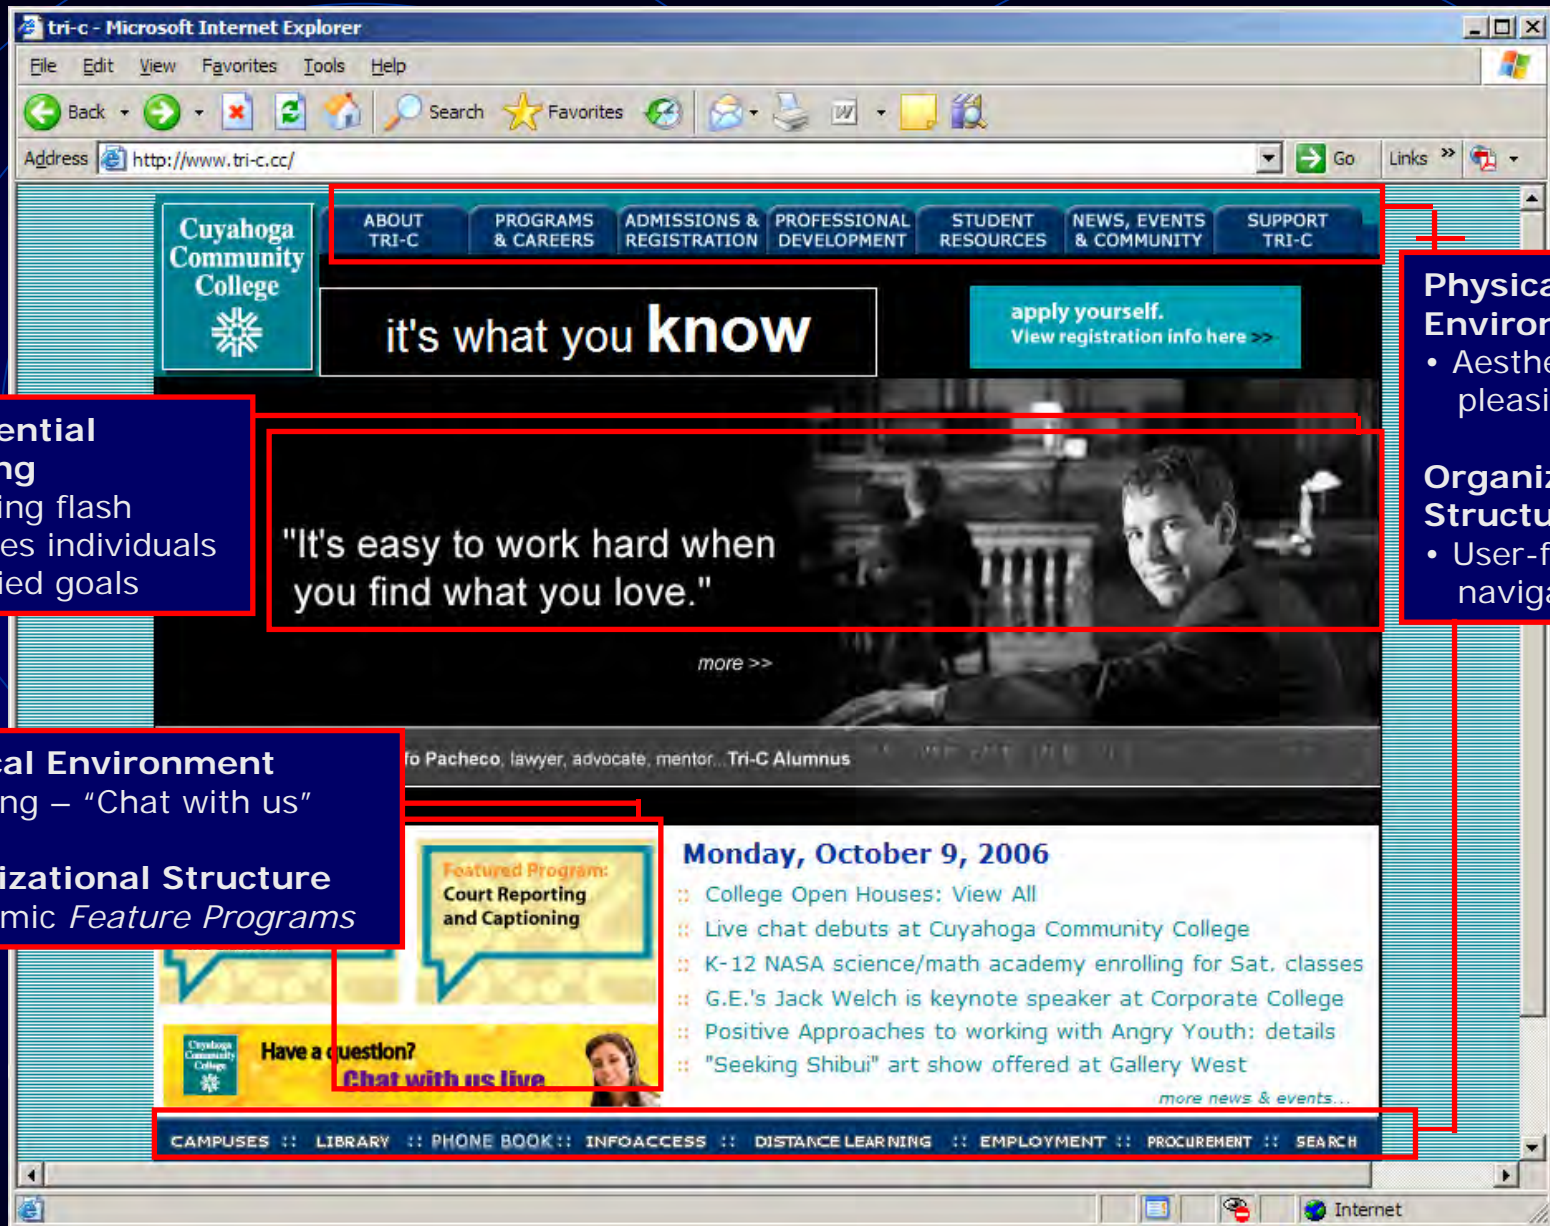 tri-c - Microsoft Internet Explorer
File Edit View Favorites Tools Help
Back Search Favorites
Address http://www.tri-c.cc/ Go Links »
Cuyahoga
Community
College
ABOUT
TRI-C
PROGRAMS
& CAREERS
ADMISSIONS &
REGISTRATION
PROFESSIONAL
DEVELOPMENT
STUDENT
RESOURCES
NEWS, EVENTS
& COMMUNITY
SUPPORT
TRI-C
it's what you know
apply yourself.
View registration info here >>
Physica
Environ
• Aesthe
pleasi
Organiz
Structu
• User-f
naviga
ential
ng
ing flash
es individuals
ied goals
"It's easy to work hard when
you find what you love."
more >>
cal Environment
ng – "Chat with us"
izational Structure
mic Feature Programs
fo Pacheco, lawyer, advocate, mentor... Tri-C Alumnus
Featured Program:
Court Reporting
and Captioning
Monday, October 9, 2006
:: College Open Houses: View All
:: Live chat debuts at Cuyahoga Community College
:: K-12 NASA science/math academy enrolling for Sat. classes
:: G.E.'s Jack Welch is keynote speaker at Corporate College
:: Positive Approaches to working with Angry Youth: details
:: "Seeking Shibui" art show offered at Gallery West
more news & events...
Cuyahoga
Community
College
Have a question?
Chat with us live
CAMPUSES :: LIBRARY :: PHONE BOOK :: INFOACCESS :: DISTANCE LEARNING :: EMPLOYMENT :: PROCUREMENT :: SEARCH
Internet